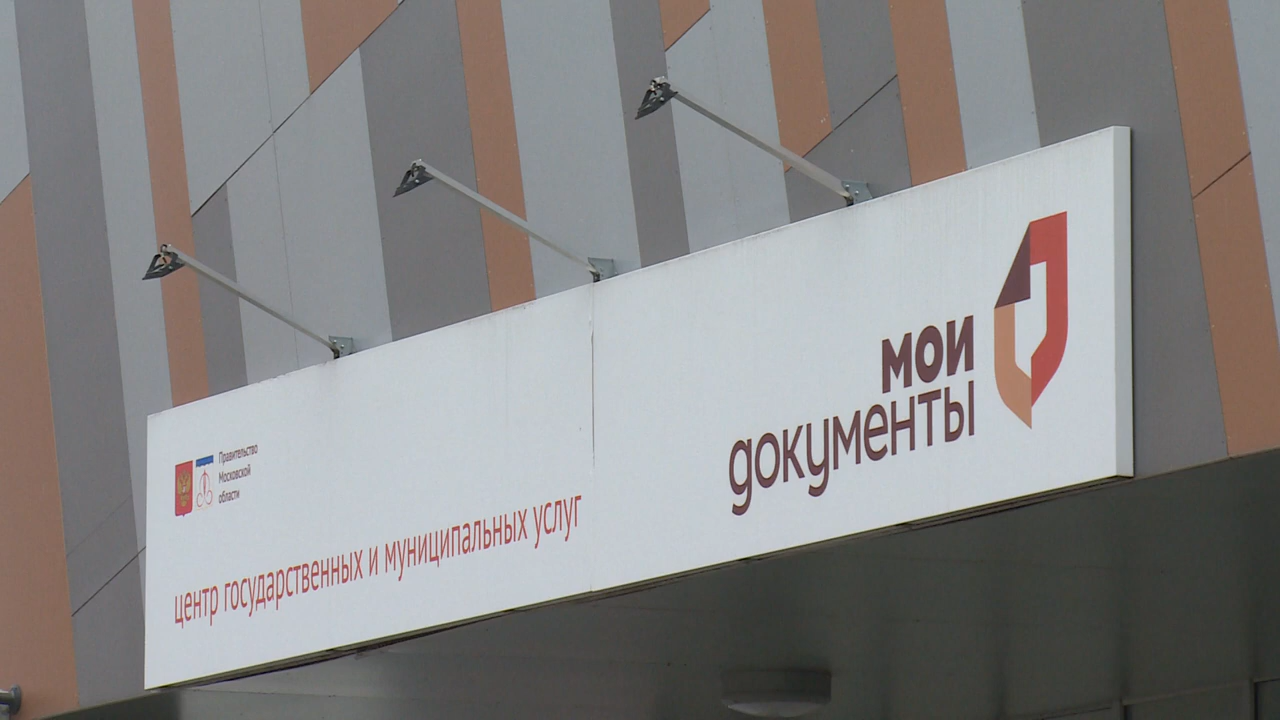 Правительство
Московской
области
центр государственных и муниципальных услуг
мои
документы